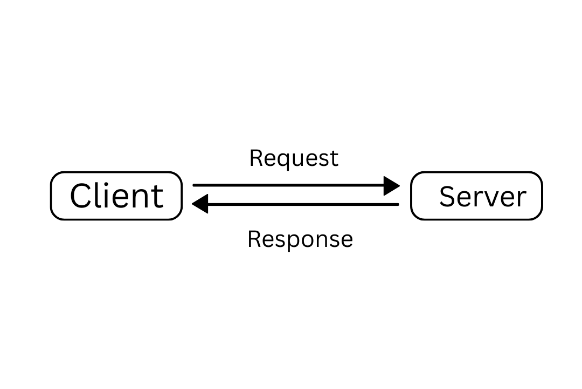 Request
Client
Server
Response